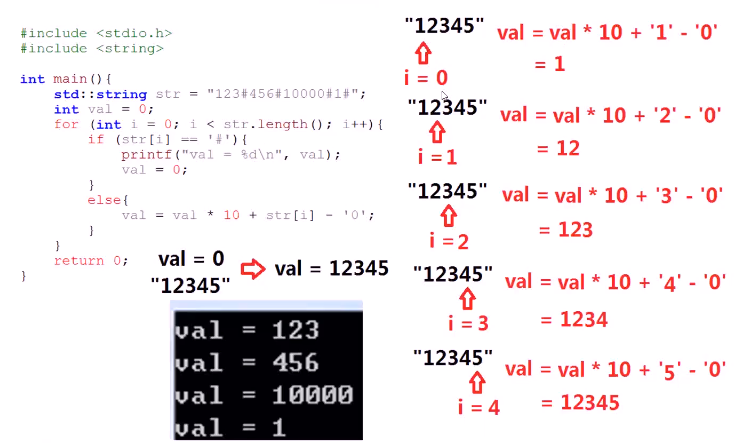 #include <stdio.h>
#include <string>
int main(){
    std::string str = "123#456#10000#1#";
    int val = 0;
    for (int i = 0; i < str.length(); i++){
        if (str[i] == '#'){
            printf("val = %d\n", val);
            val = 0;
        }
        else{
            val = val * 10 + str[i] - '0';
        }
    }
    return 0;
}
val = 0
"12345"
val = 12345
val = 123
val = 456
val = 10000
val = 1
"12345"
i = 0
val = val * 10 + '1' - '0'
= 1
"12345"
i = 1
val = val * 10 + '2' - '0'
= 12
"12345"
i = 2
val = val * 10 + '3' - '0'
= 123
"12345"
i = 3
val = val * 10 + '4' - '0'
= 1234
"12345"
i = 4
val = val * 10 + '5' - '0'
= 12345